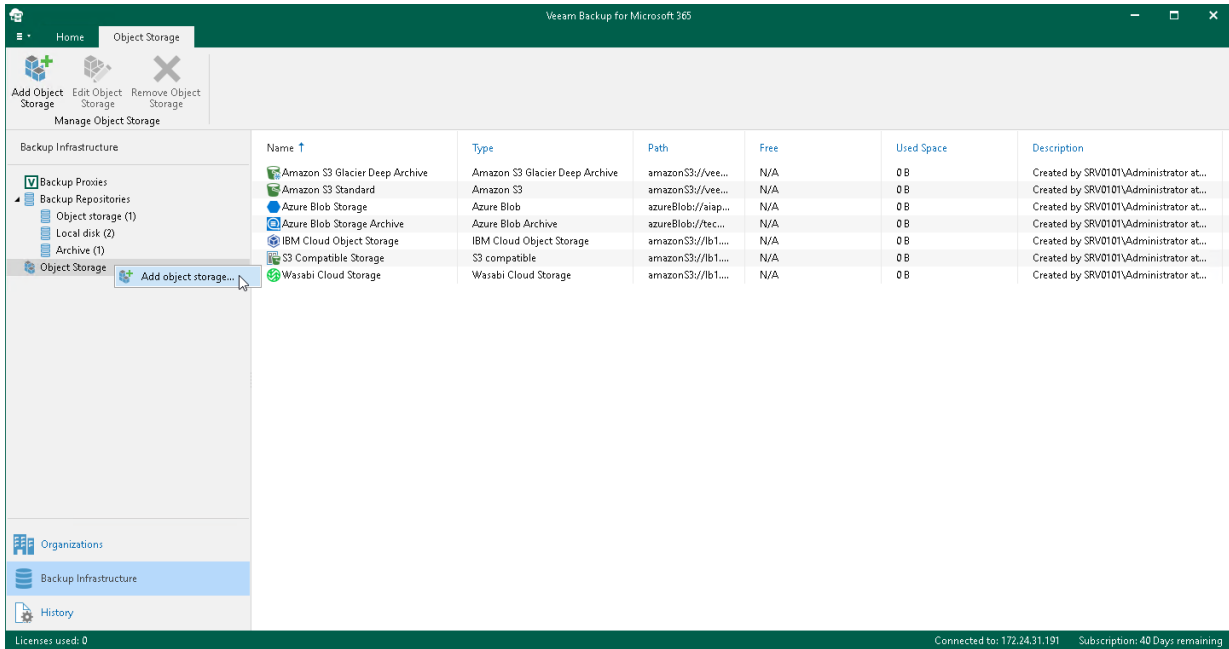 Veeam Backup for Microsoft 365
Home Object Storage
Add Object Storage
Edit Object Storage
Remove Object Storage
Manage Object Storage
Backup Infrastructure
Backup Proxies
Backup Repositories
Object storage (1)
Local disk (2)
Archive (1)
Object Storage
Add object storage...
Name Type Path Free Used Space Description
Amazon S3 Glacier Deep Archive Amazon S3 Glacier Deep Archive amazonS3://vee... N/A 0 B Created by SRV0101\Administrator at...
Amazon S3 Standard Amazon S3 amazonS3://vee... N/A 0 B Created by SRV0101\Administrator at...
Azure Blob Storage Azure Blob azureBlob://aiap... N/A 0 B Created by SRV0101\Administrator at...
Azure Blob Storage Archive Azure Blob Archive azureBlob://tec... N/A 0 B Created by SRV0101\Administrator at...
IBM Cloud Object Storage IBM Cloud Object Storage amazonS3://lb1.... N/A 0 B Created by SRV0101\Administrator at...
S3 Compatible Storage S3 compatible amazonS3://lb1.... N/A 0 B Created by SRV0101\Administrator at...
Wasabi Cloud Storage Wasabi Cloud Storage amazonS3://lb1.... N/A 0 B Created by SRV0101\Administrator at...
Organizations
Backup Infrastructure
History
Licenses used: 0 Connected to: 172.24.31.191 Subscription: 40 Days remaining